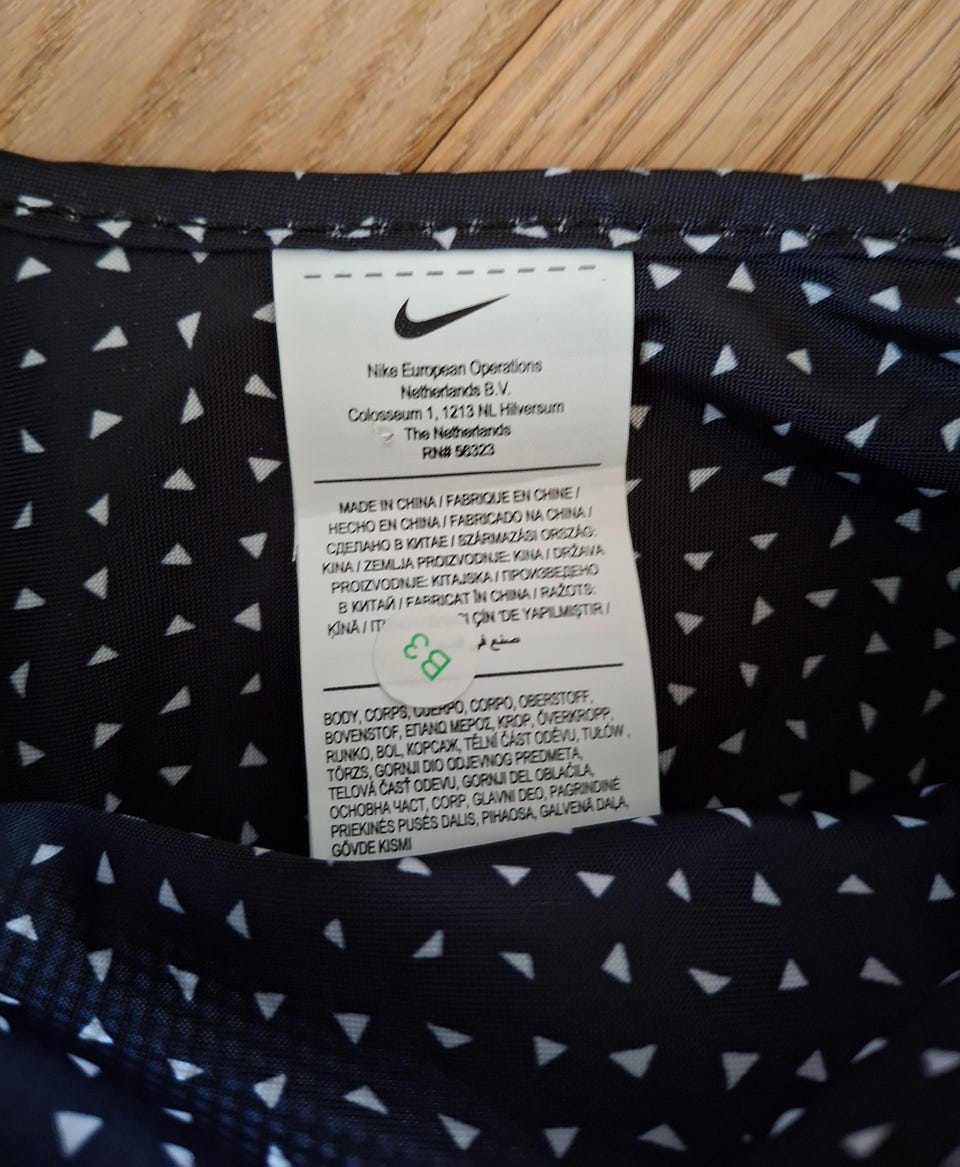 Nike European Operations
Netherlands B.V.
Colosseum 1, 1213 NL Hilversum
The Netherlands
RN# 56323
MADE IN CHINA / FABRIQUE EN CHINE /
HECHO EN CHINA / FABRICADO NA CHINA /
СДЕЛАНО В КИТАЕ / SZÁRMAZÁSI ORSZÁG:
KINA / ZEMLJA PROIZVODNJE: KINA / DRŽAVA
PROIZVODNJE: KITAJSKA / ПРОИЗВЕДЕНО
В КИТАЙ / FABRICAT ÎN CHINA / RAŽOTS:
ĶĪNĀ / ÇİN 'DE YAPILMIŞTIR /
صنع في
B3
BODY, CORPS, CUERPO, CORPO, OBERSTOFF,
BOVENSTOF, ΕΠΑΝΩ ΜΕΡΟΣ, KROP, ÖVERKROPP,
RUNKO, BOL, КОРСАЖ, TĚLNÍ ČÁST ODĚVU, TUŁÓW,
TÖRZS, GORNJI DIO ODJEVNOG PREDMETA,
TELOVÁ ČASŤ ODEVU, GORNJI DEL OBLAČILA,
ОСНОВНА ЧАСТ, CORP, GLAVNI DEO, PAGRINDINĖ
PRIEKINĖS PUSĖS DALIS, PIHAOSA, GALVENĀ DAĻA,
GÖVDE KISMI